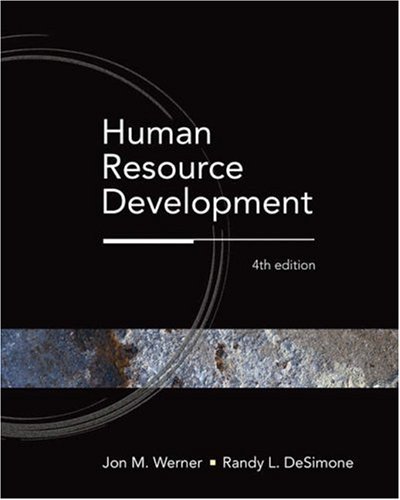 Human
Resource
Development
4th edition
Jon M. Werner ▪ Randy L. DeSimone